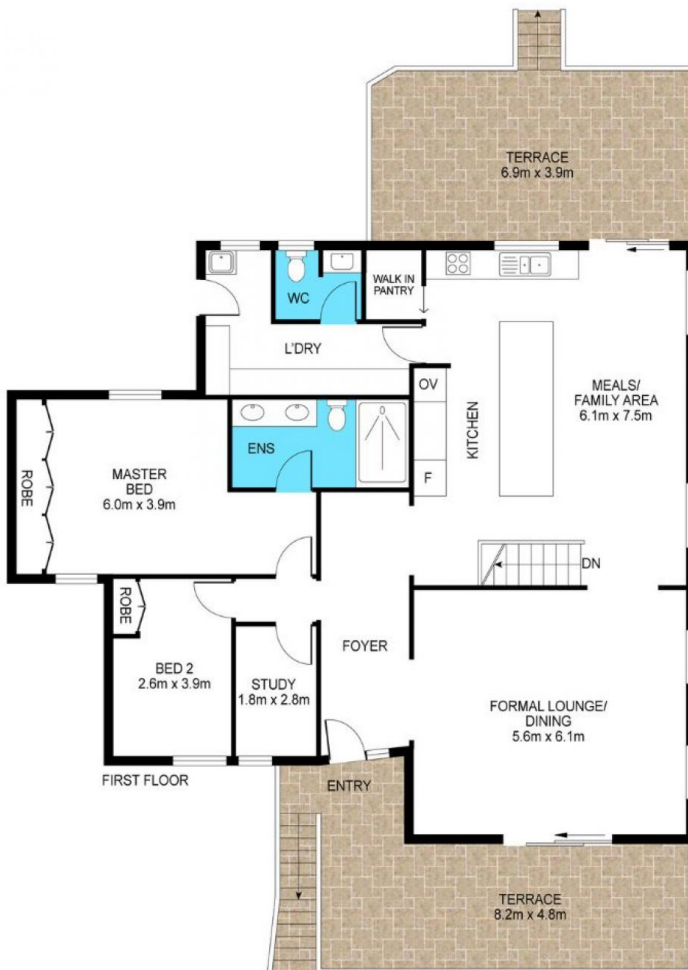 TERRACE
6.9m x 3.9m
WC
WALK IN
PANTRY
L'DRY
OV
KITCHEN
F
MEALS/
FAMILY AREA
6.1m x 7.5m
ENS
ROBE
MASTER
BED
6.0m x 3.9m
DN
ROBE
BED 2
2.6m x 3.9m
STUDY
1.8m x 2.8m
FOYER
FORMAL LOUNGE/
DINING
5.6m x 6.1m
FIRST FLOOR
ENTRY
TERRACE
8.2m x 4.8m